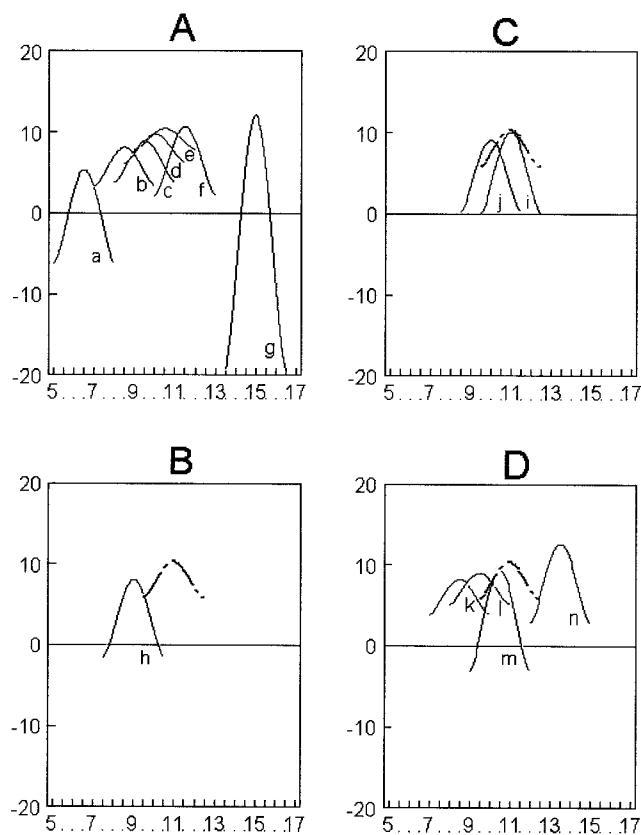 A
20
10
0
-10
-20
a
b
c
d
e
f
g
5 . . . 7 . . . 9 . . . 11 . . . 13 . . . 15 . . . 17
C
20
10
0
-10
-20
j
i
5 . . . 7 . . . 9 . . . 11 . . . 13 . . . 15 . . . 17
B
20
10
0
-10
-20
h
5 . . . 7 . . . 9 . . . 11 . . . 13 . . . 15 . . . 17
D
20
10
0
-10
-20
k
l
m
n
5 . . . 7 . . . 9 . . . 11 . . . 13 . . . 15 . . . 17